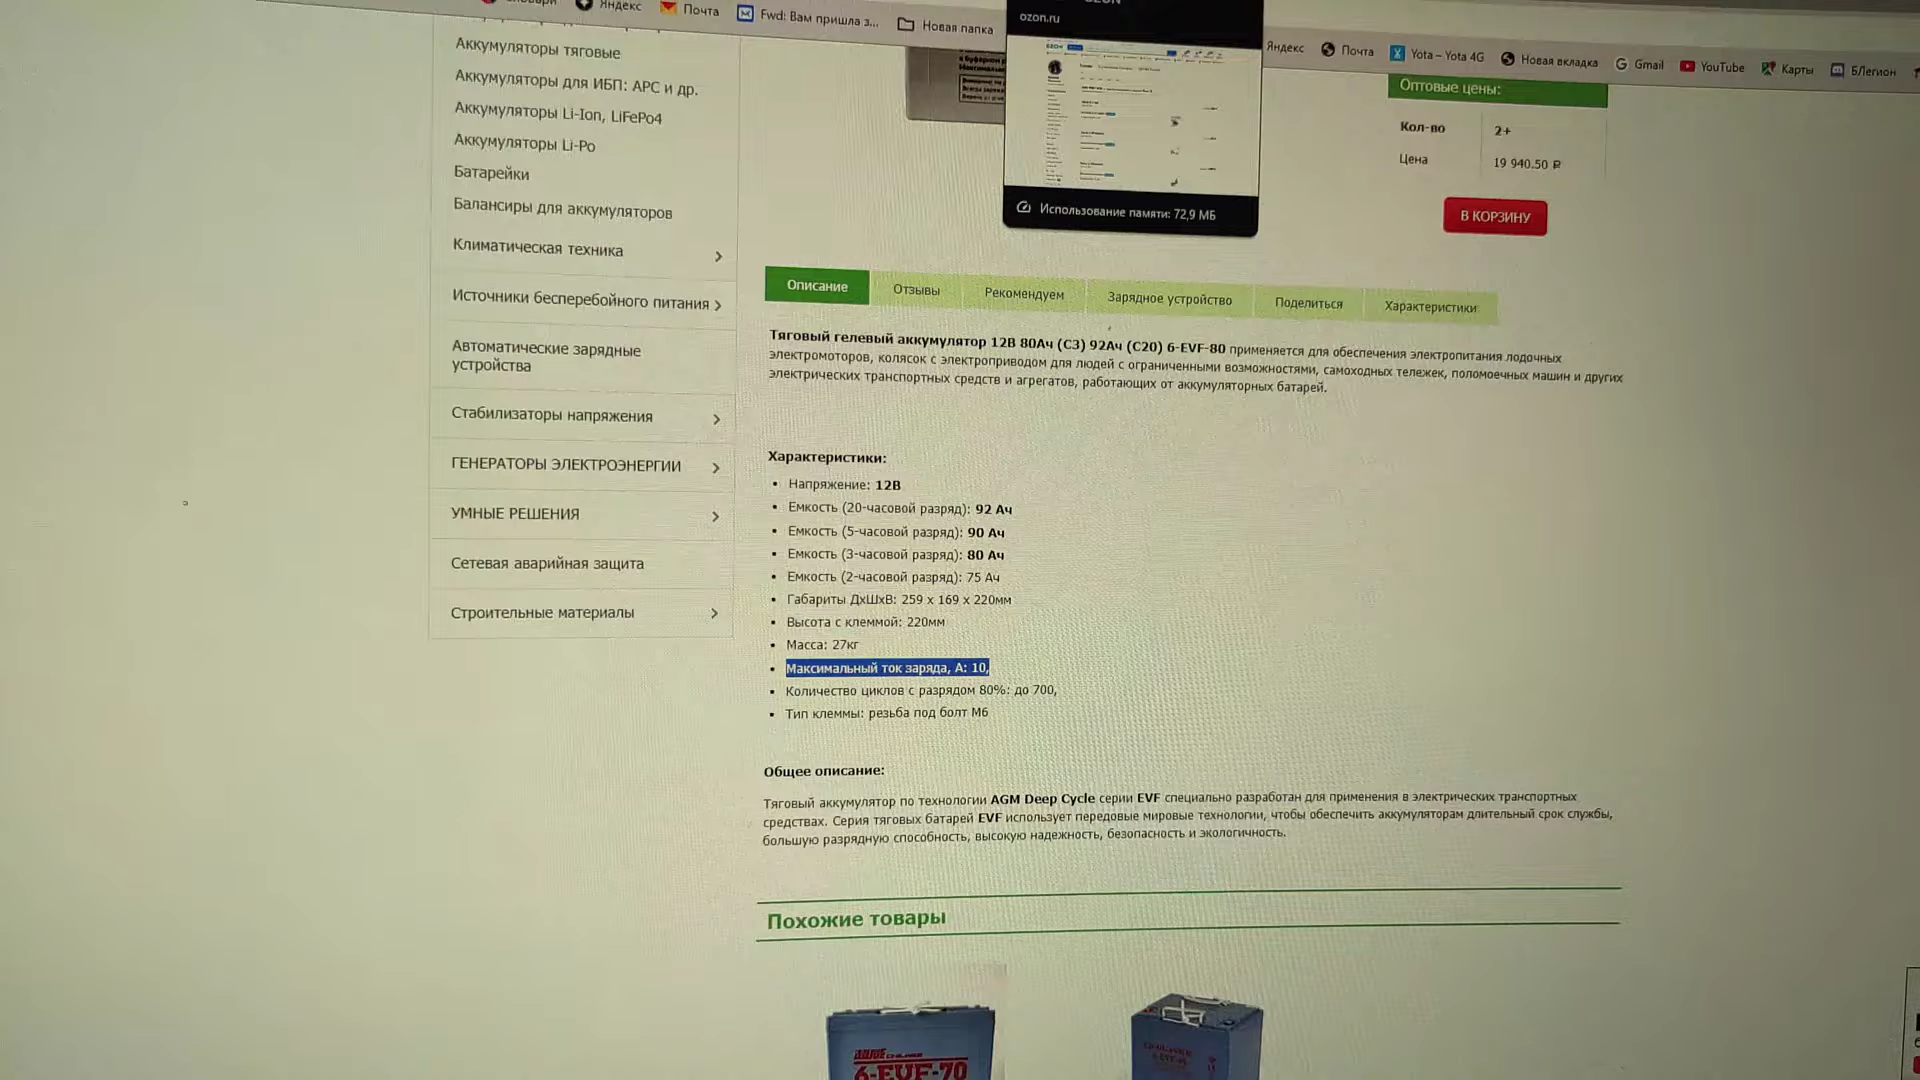 Яндекс
Почта
Fwd: Вам пришла з...
Новая папка
ozon.ru
Яндекс
Почта
Yota – Yota 4G
Новая вкладка
Gmail
YouTube
Карты
БЛегион
Аккумуляторы тяговые
Аккумуляторы для ИБП: APC и др.
Аккумуляторы Li-Ion, LiFePo4
Аккумуляторы Li-Po
Батарейки
Балансиры для аккумуляторов
Климатическая техника
Источники бесперебойного питания
Автоматические зарядные
устройства
Стабилизаторы напряжения
ГЕНЕРАТОРЫ ЭЛЕКТРОЭНЕРГИИ
УМНЫЕ РЕШЕНИЯ
Сетевая аварийная защита
Строительные материалы
Использование памяти: 72,9 МБ
Оптовые цены:
Кол-во 2+
Цена 19 940.50 ₽
В КОРЗИНУ
Описание Отзывы Рекомендуем Зарядное устройство Поделиться Характеристики
Тяговый гелевый аккумулятор 12В 80Ач (С3) 92Ач (С20) 6-EVF-80 применяется для обеспечения электропитания лодочных
электромоторов, колясок с электроприводом для людей с ограниченными возможностями, самоходных тележек, поломоечных машин и других
электрических транспортных средств и агрегатов, работающих от аккумуляторных батарей.
Характеристики:
• Напряжение: 12В
• Емкость (20-часовой разряд): 92 Ач
• Емкость (5-часовой разряд): 90 Ач
• Емкость (3-часовой разряд): 80 Ач
• Емкость (2-часовой разряд): 75 Ач
• Габариты ДхШхВ: 259 х 169 х 220мм
• Высота с клеммой: 220мм
• Масса: 27кг
• Максимальный ток заряда, А: 10,
• Количество циклов с разрядом 80%: до 700,
• Тип клеммы: резьба под болт М6
Общее описание:
Тяговый аккумулятор по технологии AGM Deep Cycle серии EVF специально разработан для применения в электрических транспортных
средствах. Серия тяговых батарей EVF использует передовые мировые технологии, чтобы обеспечить аккумуляторам длительный срок службы,
большую разрядную способность, высокую надежность, безопасность и экологичность.
Похожие товары
6-EVF-70